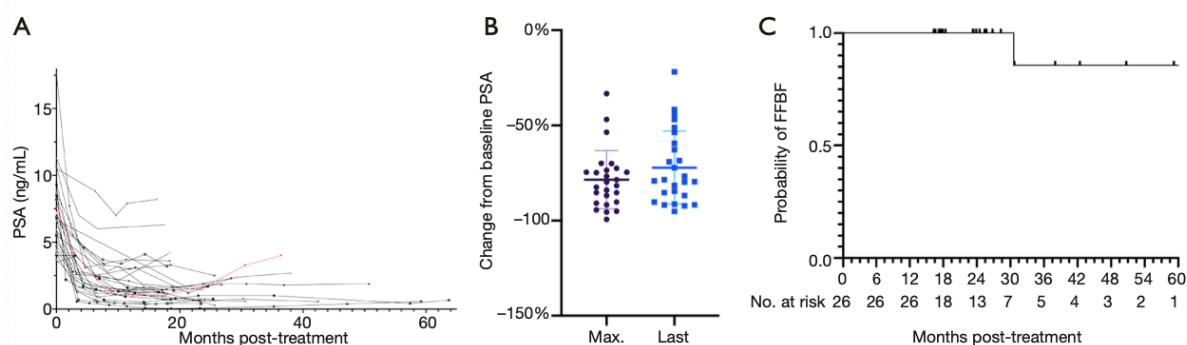 A
PSA (ng/mL)
15
10
5
0
0 20 40 60
Months post-treatment
B
Change from baseline PSA
0%
−50%
−100
−150%
Max. Last
C
Probability of FFBF
1.0
0.5
0.0
0 6 12 18 24 30 36 42 48 54 60
No. at risk 26 26 26 18 13 7 5 4 3 2 1
Months post-treatment